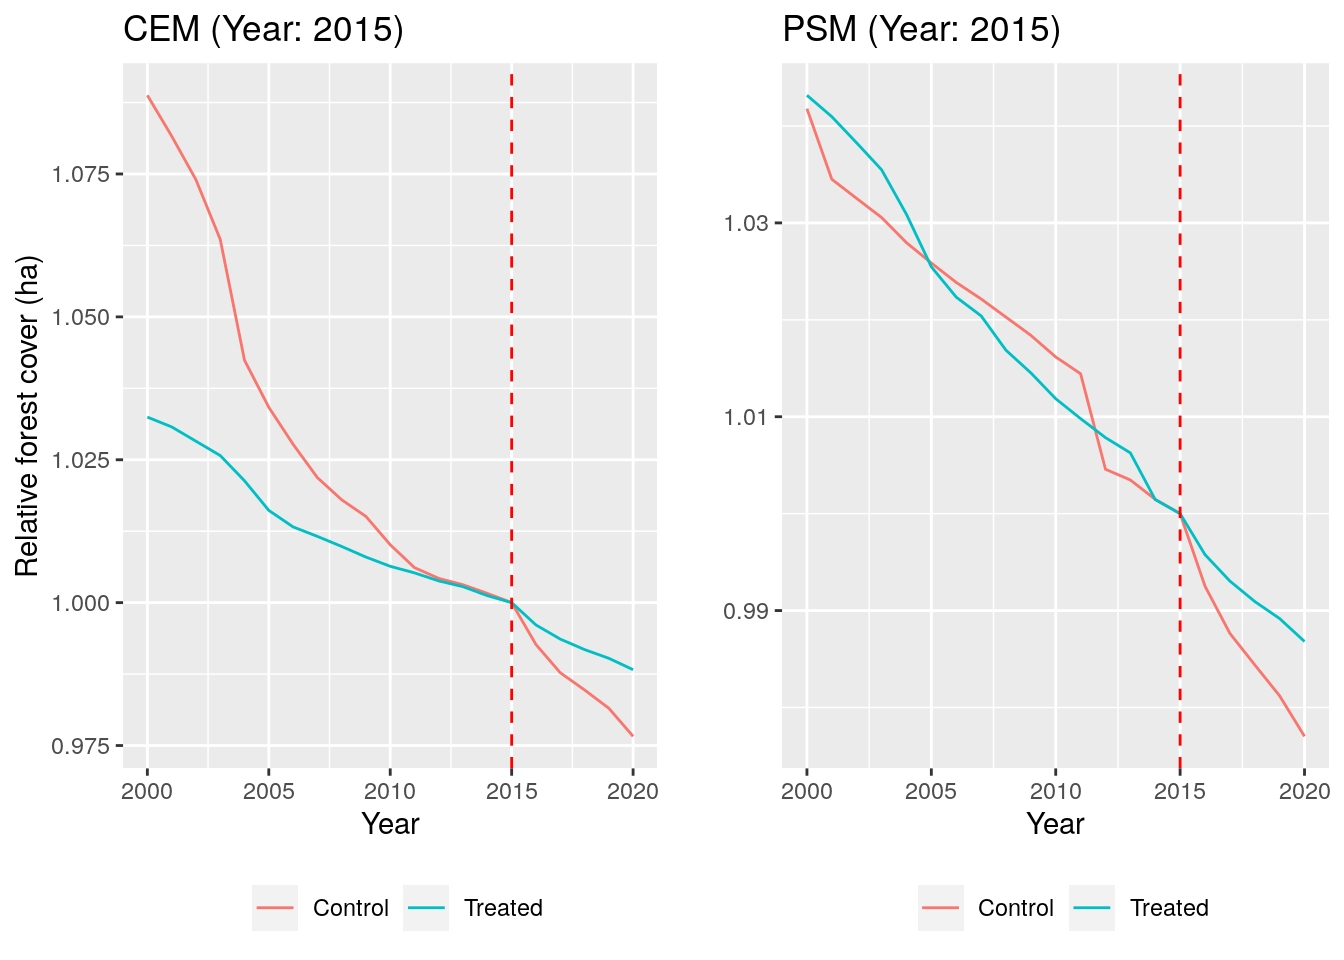 CEM (Year: 2015)
Relative forest cover (ha)
1.075
1.050
1.025
1.000
0.975
2000 2005 2010 2015 2020
Year
Control Treated
PSM (Year: 2015)
1.03
1.01
0.99
2000 2005 2010 2015 2020
Year
Control Treated